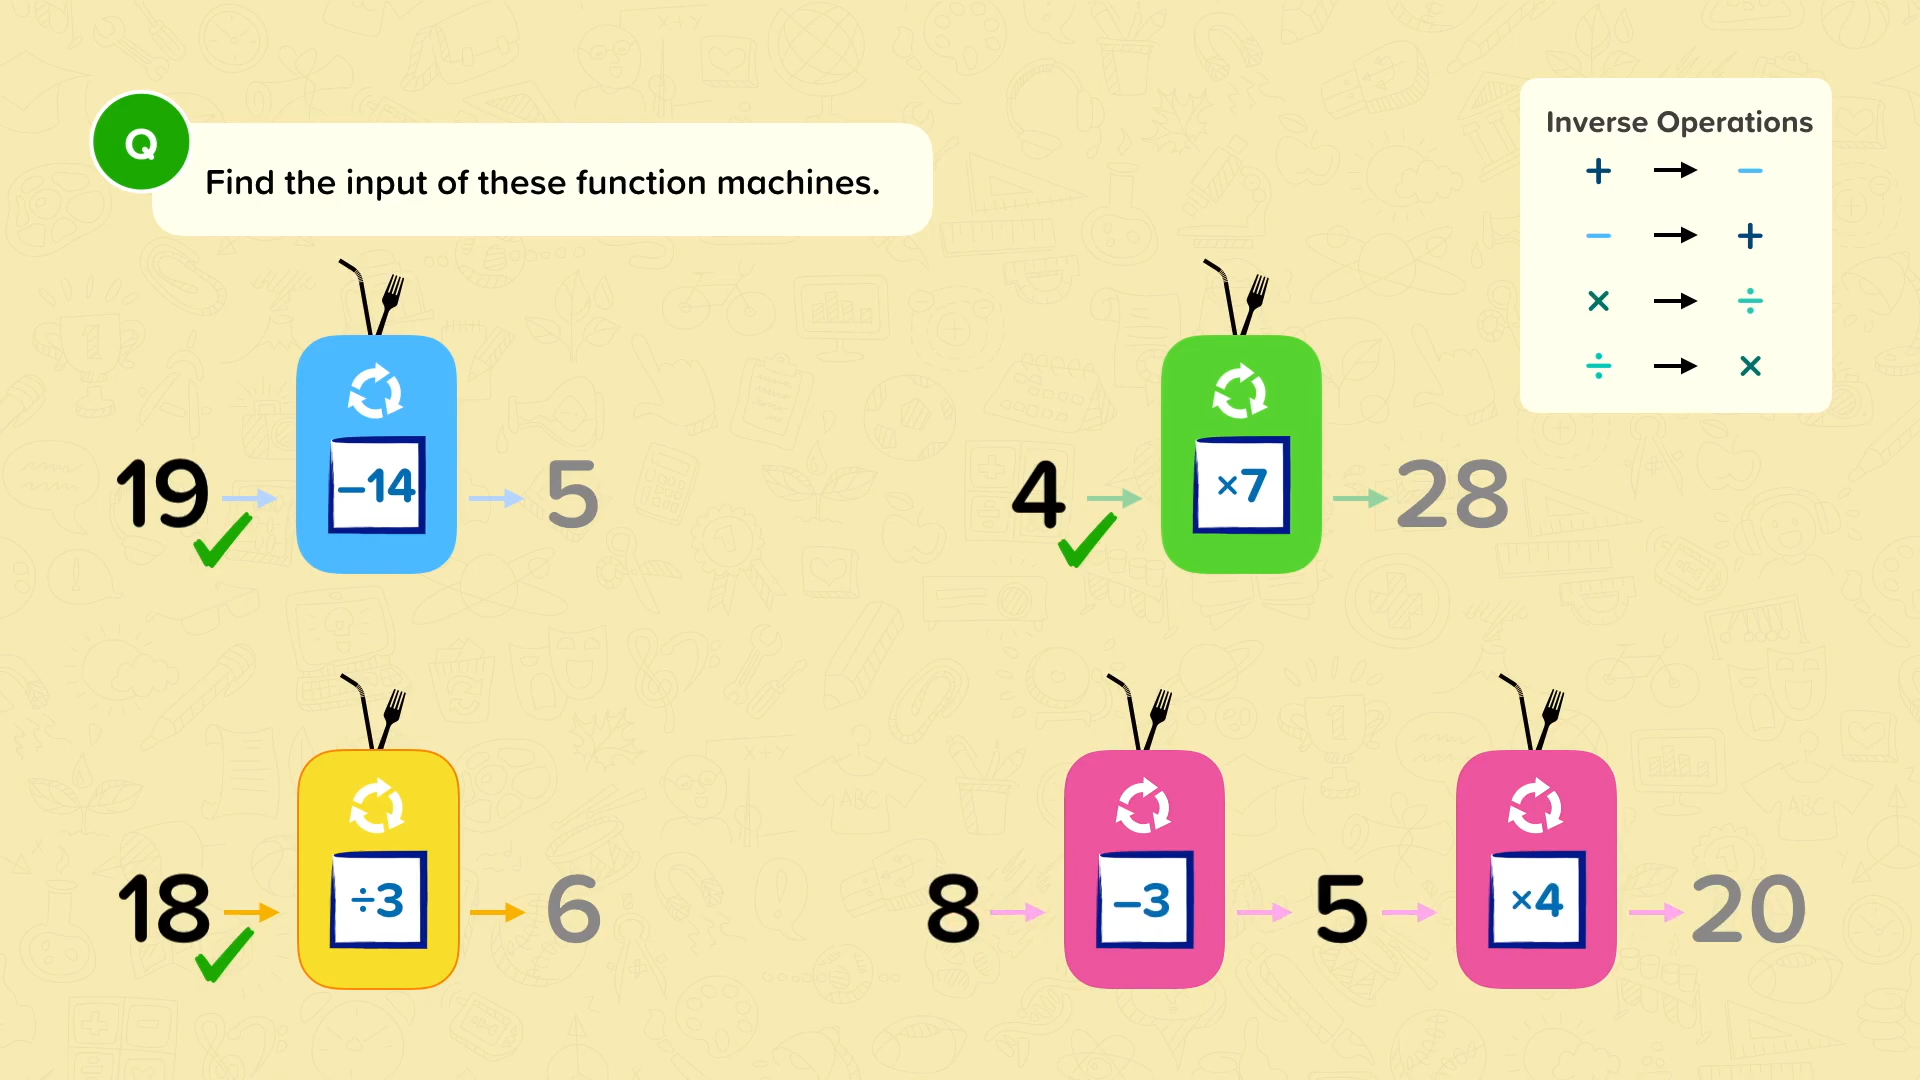 Q
Find the input of these function machines.
Inverse Operations
+ → −
− → +
× → ÷
÷ → ×
19 → −14 → 5
4 → ×7 → 28
18 → ÷3 → 6
8 → −3 → 5 → ×4 → 20